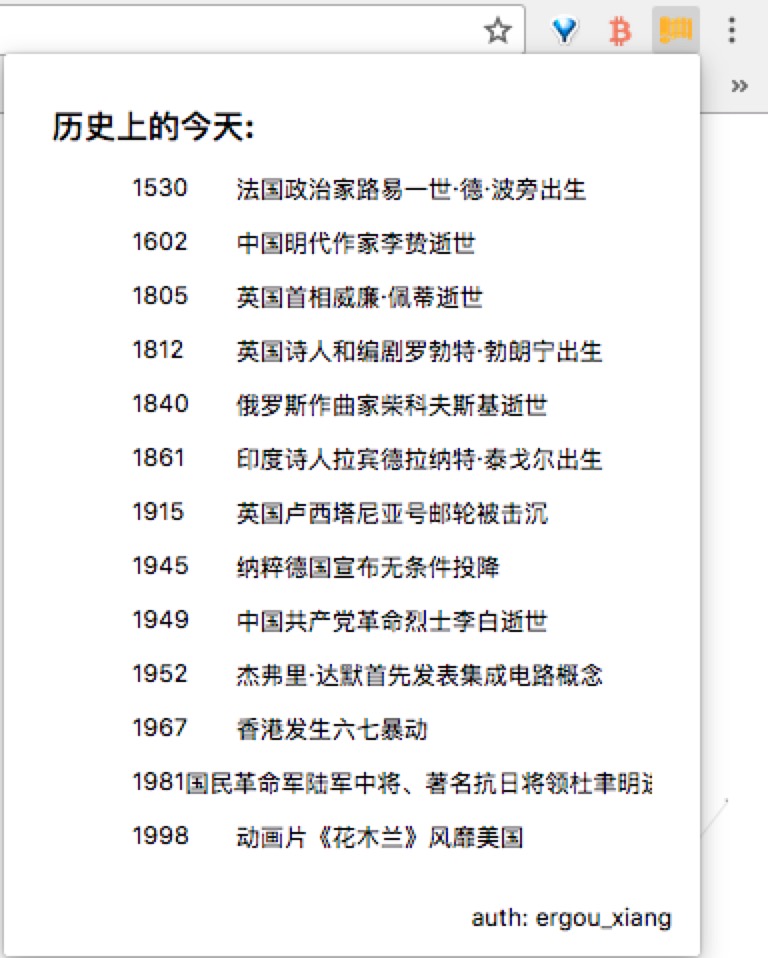 历史上的今天:
1530 法国政治家路易一世·德·波旁出生
1602 中国明代作家李贽逝世
1805 英国首相威廉·佩蒂逝世
1812 英国诗人和编剧罗勃特·勃朗宁出生
1840 俄罗斯作曲家柴科夫斯基逝世
1861 印度诗人拉宾德拉纳特·泰戈尔出生
1915 英国卢西塔尼亚号邮轮被击沉
1945 纳粹德国宣布无条件投降
1949 中国共产党革命烈士李白逝世
1952 杰弗里·达默首先发表集成电路概念
1967 香港发生六七暴动
1981国民革命军陆军中将、著名抗日将领杜聿明
1998 动画片《花木兰》风靡美国
auth: ergou_xiang